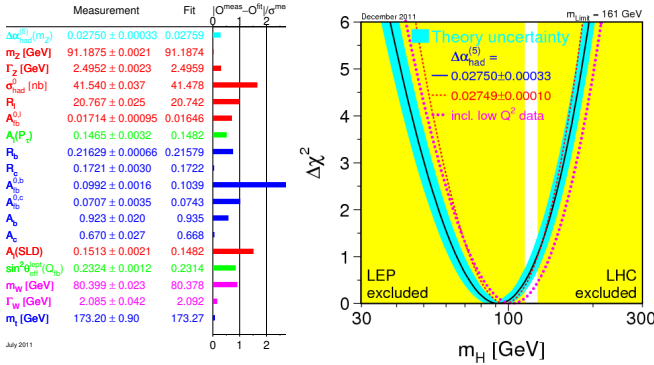 Measurement Fit |O^meas−O^fit|/σ^me
0 1 2
Δα_had^(5)(m_Z) 0.02750 ± 0.00033 0.02759
m_Z [GeV] 91.1875 ± 0.0021 91.1874
Γ_Z [GeV] 2.4952 ± 0.0023 2.4959
σ_had^0 [nb] 41.540 ± 0.037 41.478
R_l 20.767 ± 0.025 20.742
A_fb^0,l 0.01714 ± 0.00095 0.01646
A_l(P_τ) 0.1465 ± 0.0032 0.1482
R_b 0.21629 ± 0.00066 0.21579
R_c 0.1721 ± 0.0030 0.1722
A_fb^0,b 0.0992 ± 0.0016 0.1039
A_fb^0,c 0.0707 ± 0.0035 0.0743
A_b 0.923 ± 0.020 0.935
A_c 0.670 ± 0.027 0.668
A_l(SLD) 0.1513 ± 0.0021 0.1482
sin²θ_eff^lept(Q_fb) 0.2324 ± 0.0012 0.2314
m_W [GeV] 80.399 ± 0.023 80.378
Γ_W [GeV] 2.085 ± 0.042 2.092
m_t [GeV] 173.20 ± 0.90 173.27
0 1 2
July 2011
December 2011 m_Limit = 161 GeV
Theory uncertainty
Δα_had^(5) =
0.02750±0.00033
0.02749±0.00010
incl. low Q² data
6
5
4
3
2
1
0
Δχ²
LEP
excluded
LHC
excluded
30 100 300
m_H [GeV]